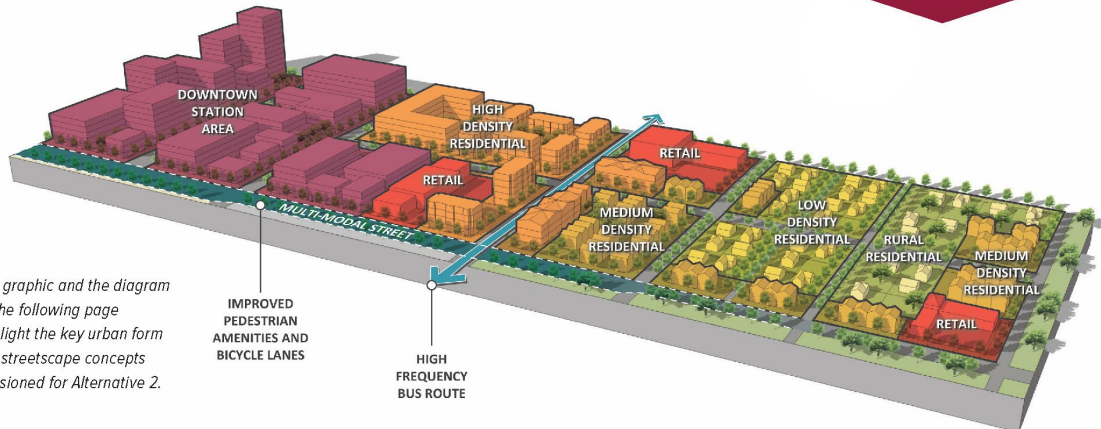 DOWNTOWN
STATION
AREA
HIGH
DENSITY
RESIDENTIAL
RETAIL
RETAIL
MULTI-MODAL STREET
MEDIUM
DENSITY
RESIDENTIAL
LOW
DENSITY
RESIDENTIAL
RURAL
RESIDENTIAL
MEDIUM
DENSITY
RESIDENTIAL
RETAIL
IMPROVED
PEDESTRIAN
AMENITIES AND
BICYCLE LANES
HIGH
FREQUENCY
BUS ROUTE
graphic and the diagram
he following page
light the key urban form
streetscape concepts
sioned for Alternative 2.